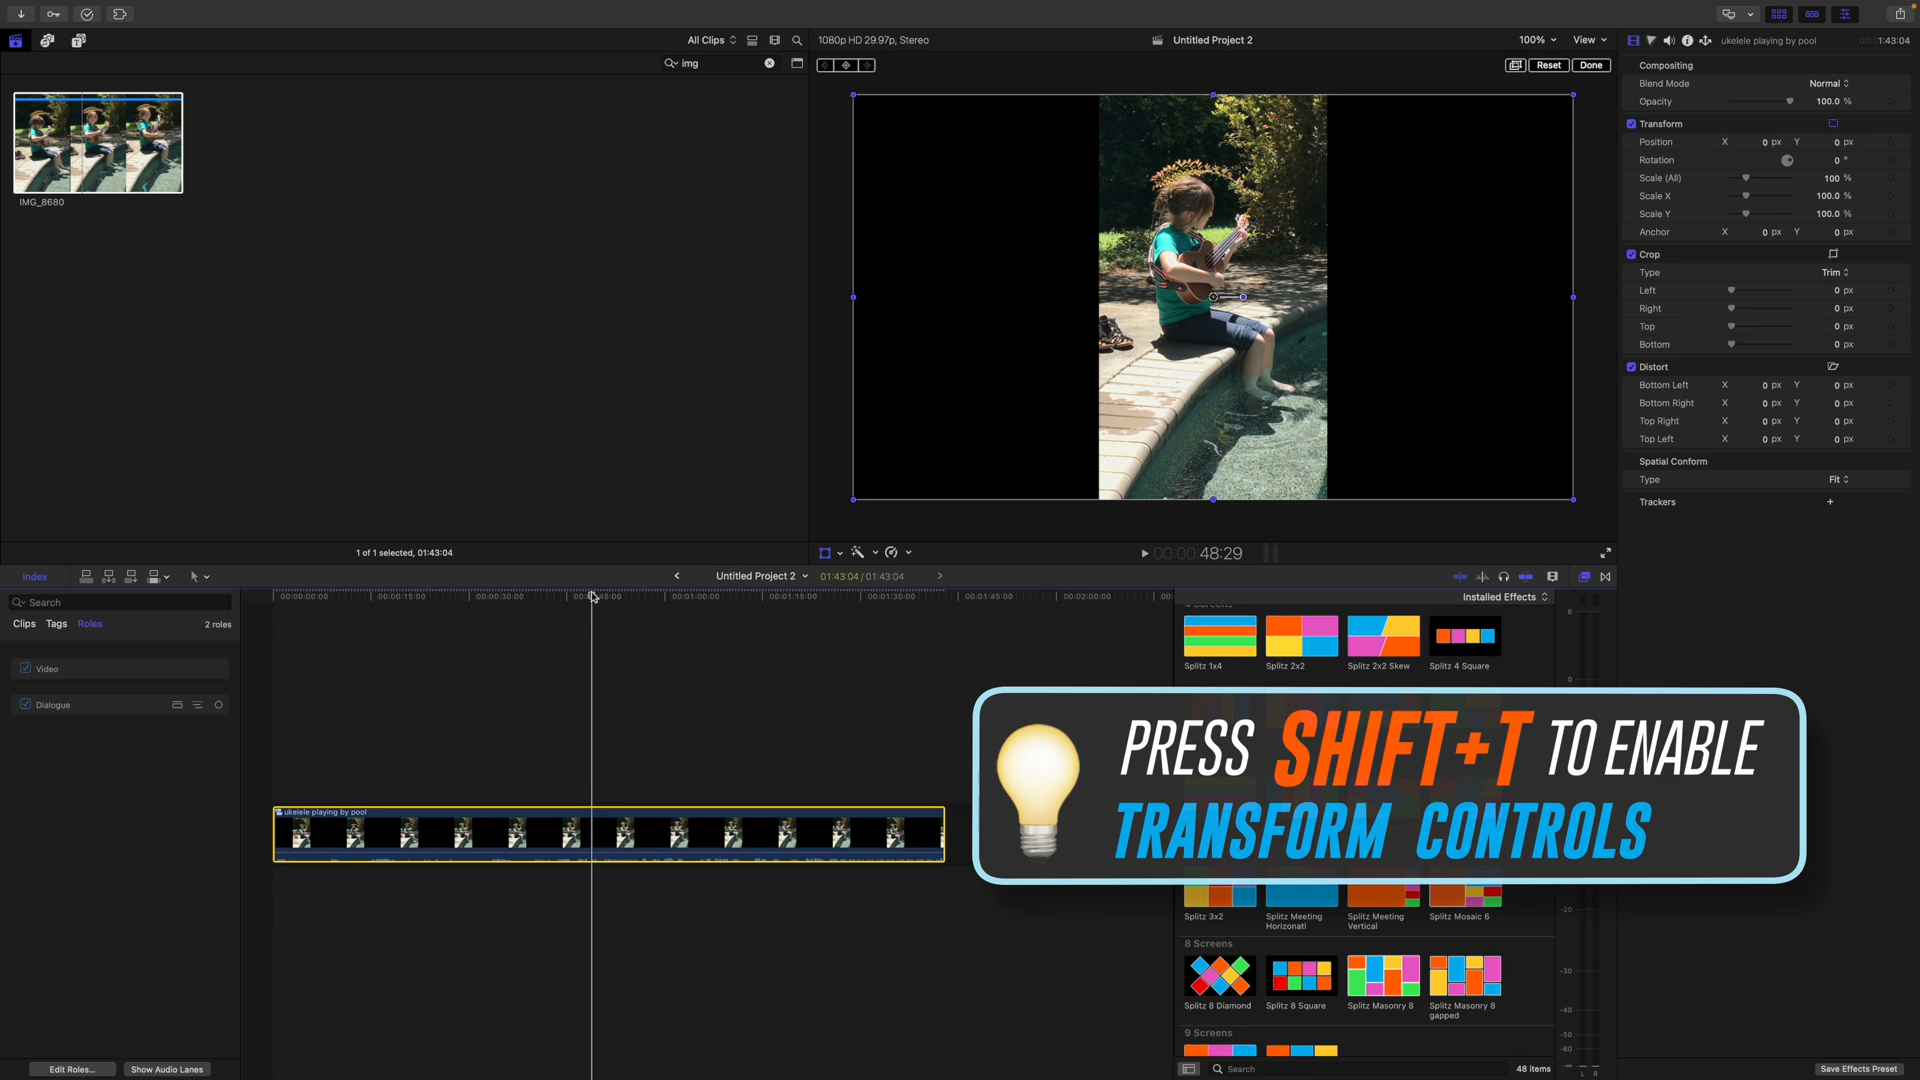 All Clips
1080p HD 29.97p, Stereo
Untitled Project 2
100%
View
ukelele playing by pool
1:43:04
img
Reset
Done
IMG_8680
Compositing
Blend Mode
Normal
Opacity
100.0 %
Transform
Position X 0 px Y 0 px
Rotation 0 °
Scale (All) 100 %
Scale X 100.0 %
Scale Y 100.0 %
Anchor X 0 px Y 0 px
Crop
Type Trim
Left 0 px
Right 0 px
Top 0 px
Bottom 0 px
Distort
Bottom Left X 0 px Y 0 px
Bottom Right X 0 px Y 0 px
Top Right X 0 px Y 0 px
Top Left X 0 px Y 0 px
Spatial Conform
Type Fit
Trackers +
1 of 1 selected, 01:43:04
00:00:48:29
Index
Untitled Project 2
01:43:04 / 01:43:04
Search
00:00:00:00 00:00:15:00 00:00:30:00 45:00 00:01:00:00 00:01:15:00 00:01:30:00 00:01:45:00 00:02:00:00 00:
Installed Effects
Clips Tags Roles 2 roles
Video
Dialogue
4 Screens
Splitz 1x4
Splitz 2x2
Splitz 2x2 Skew
Splitz 4 Square
6
0
PRESS SHIFT+T TO ENABLE
TRANSFORM CONTROLS
ukelele playing by pool
Splitz 3x2
Splitz Meeting Horizonatl
Splitz Meeting Vertical
Splitz Mosaic 6
8 Screens
Splitz 8 Diamond
Splitz 8 Square
Splitz Masonry 8
Splitz Masonry 8 gapped
9 Screens
-20
-30
-40
-50
-60
-∞
L R
Edit Roles...
Show Audio Lanes
Search
48 items
Save Effects Preset